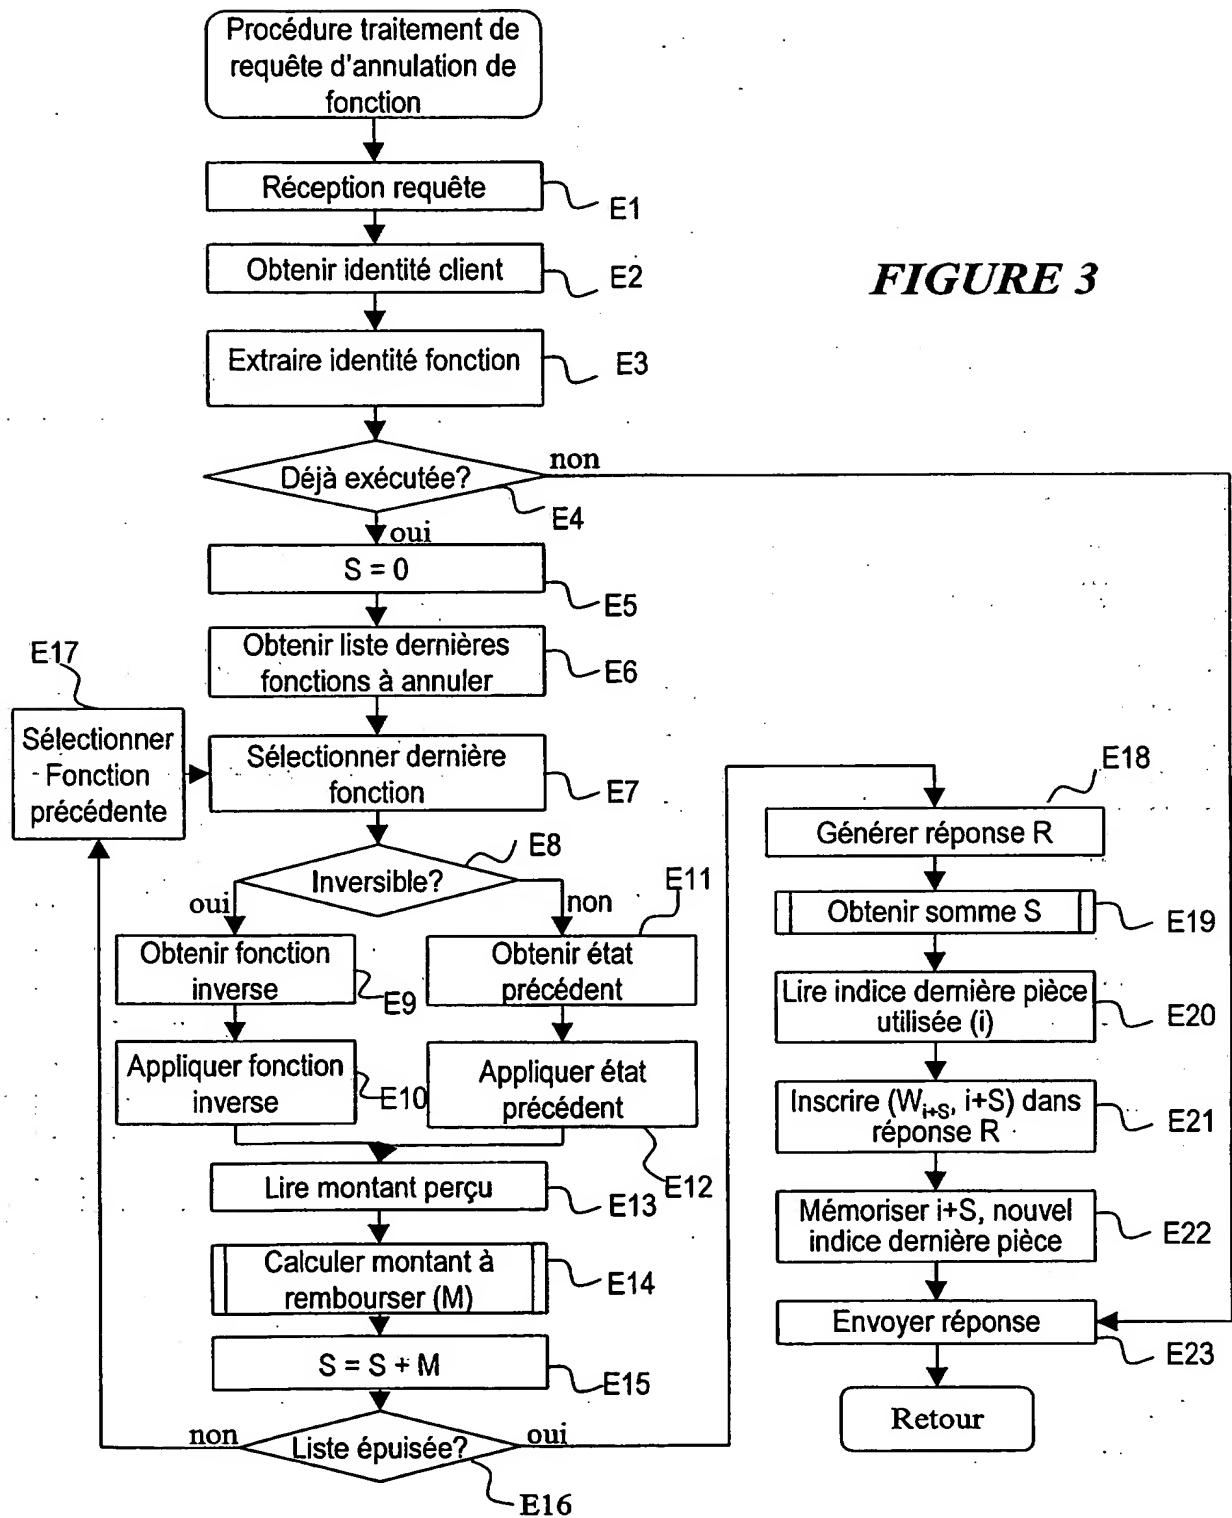 Procédure traitement de
requête d'annulation de
fonction
Réception requête
E1
Obtenir identité client
E2
FIGURE 3
Extraire identité fonction
E3
Déjà exécutée?
non
E4
oui
S = 0
E5
Obtenir liste dernières
fonctions à annuler
E6
E17
Sélectionner
Fonction
précédente
Sélectionner dernière
fonction
E7
Inversible?
E8
oui
non
E11
Obtenir fonction
inverse
E9
Obtenir état
précédent
Appliquer fonction
inverse
E10
Appliquer état
précédent
E12
Lire montant perçu
E13
Calculer montant à
rembourser (M)
E14
S = S + M
E15
Liste épuisée?
non
oui
E16
E18
Générer réponse R
Obtenir somme S
E19
Lire indice dernière pièce
utilisée (i)
E20
Inscrire (Wi+S, i+S) dans
réponse R
E21
Mémoriser i+S, nouvel
indice dernière pièce
E22
Envoyer réponse
E23
Retour